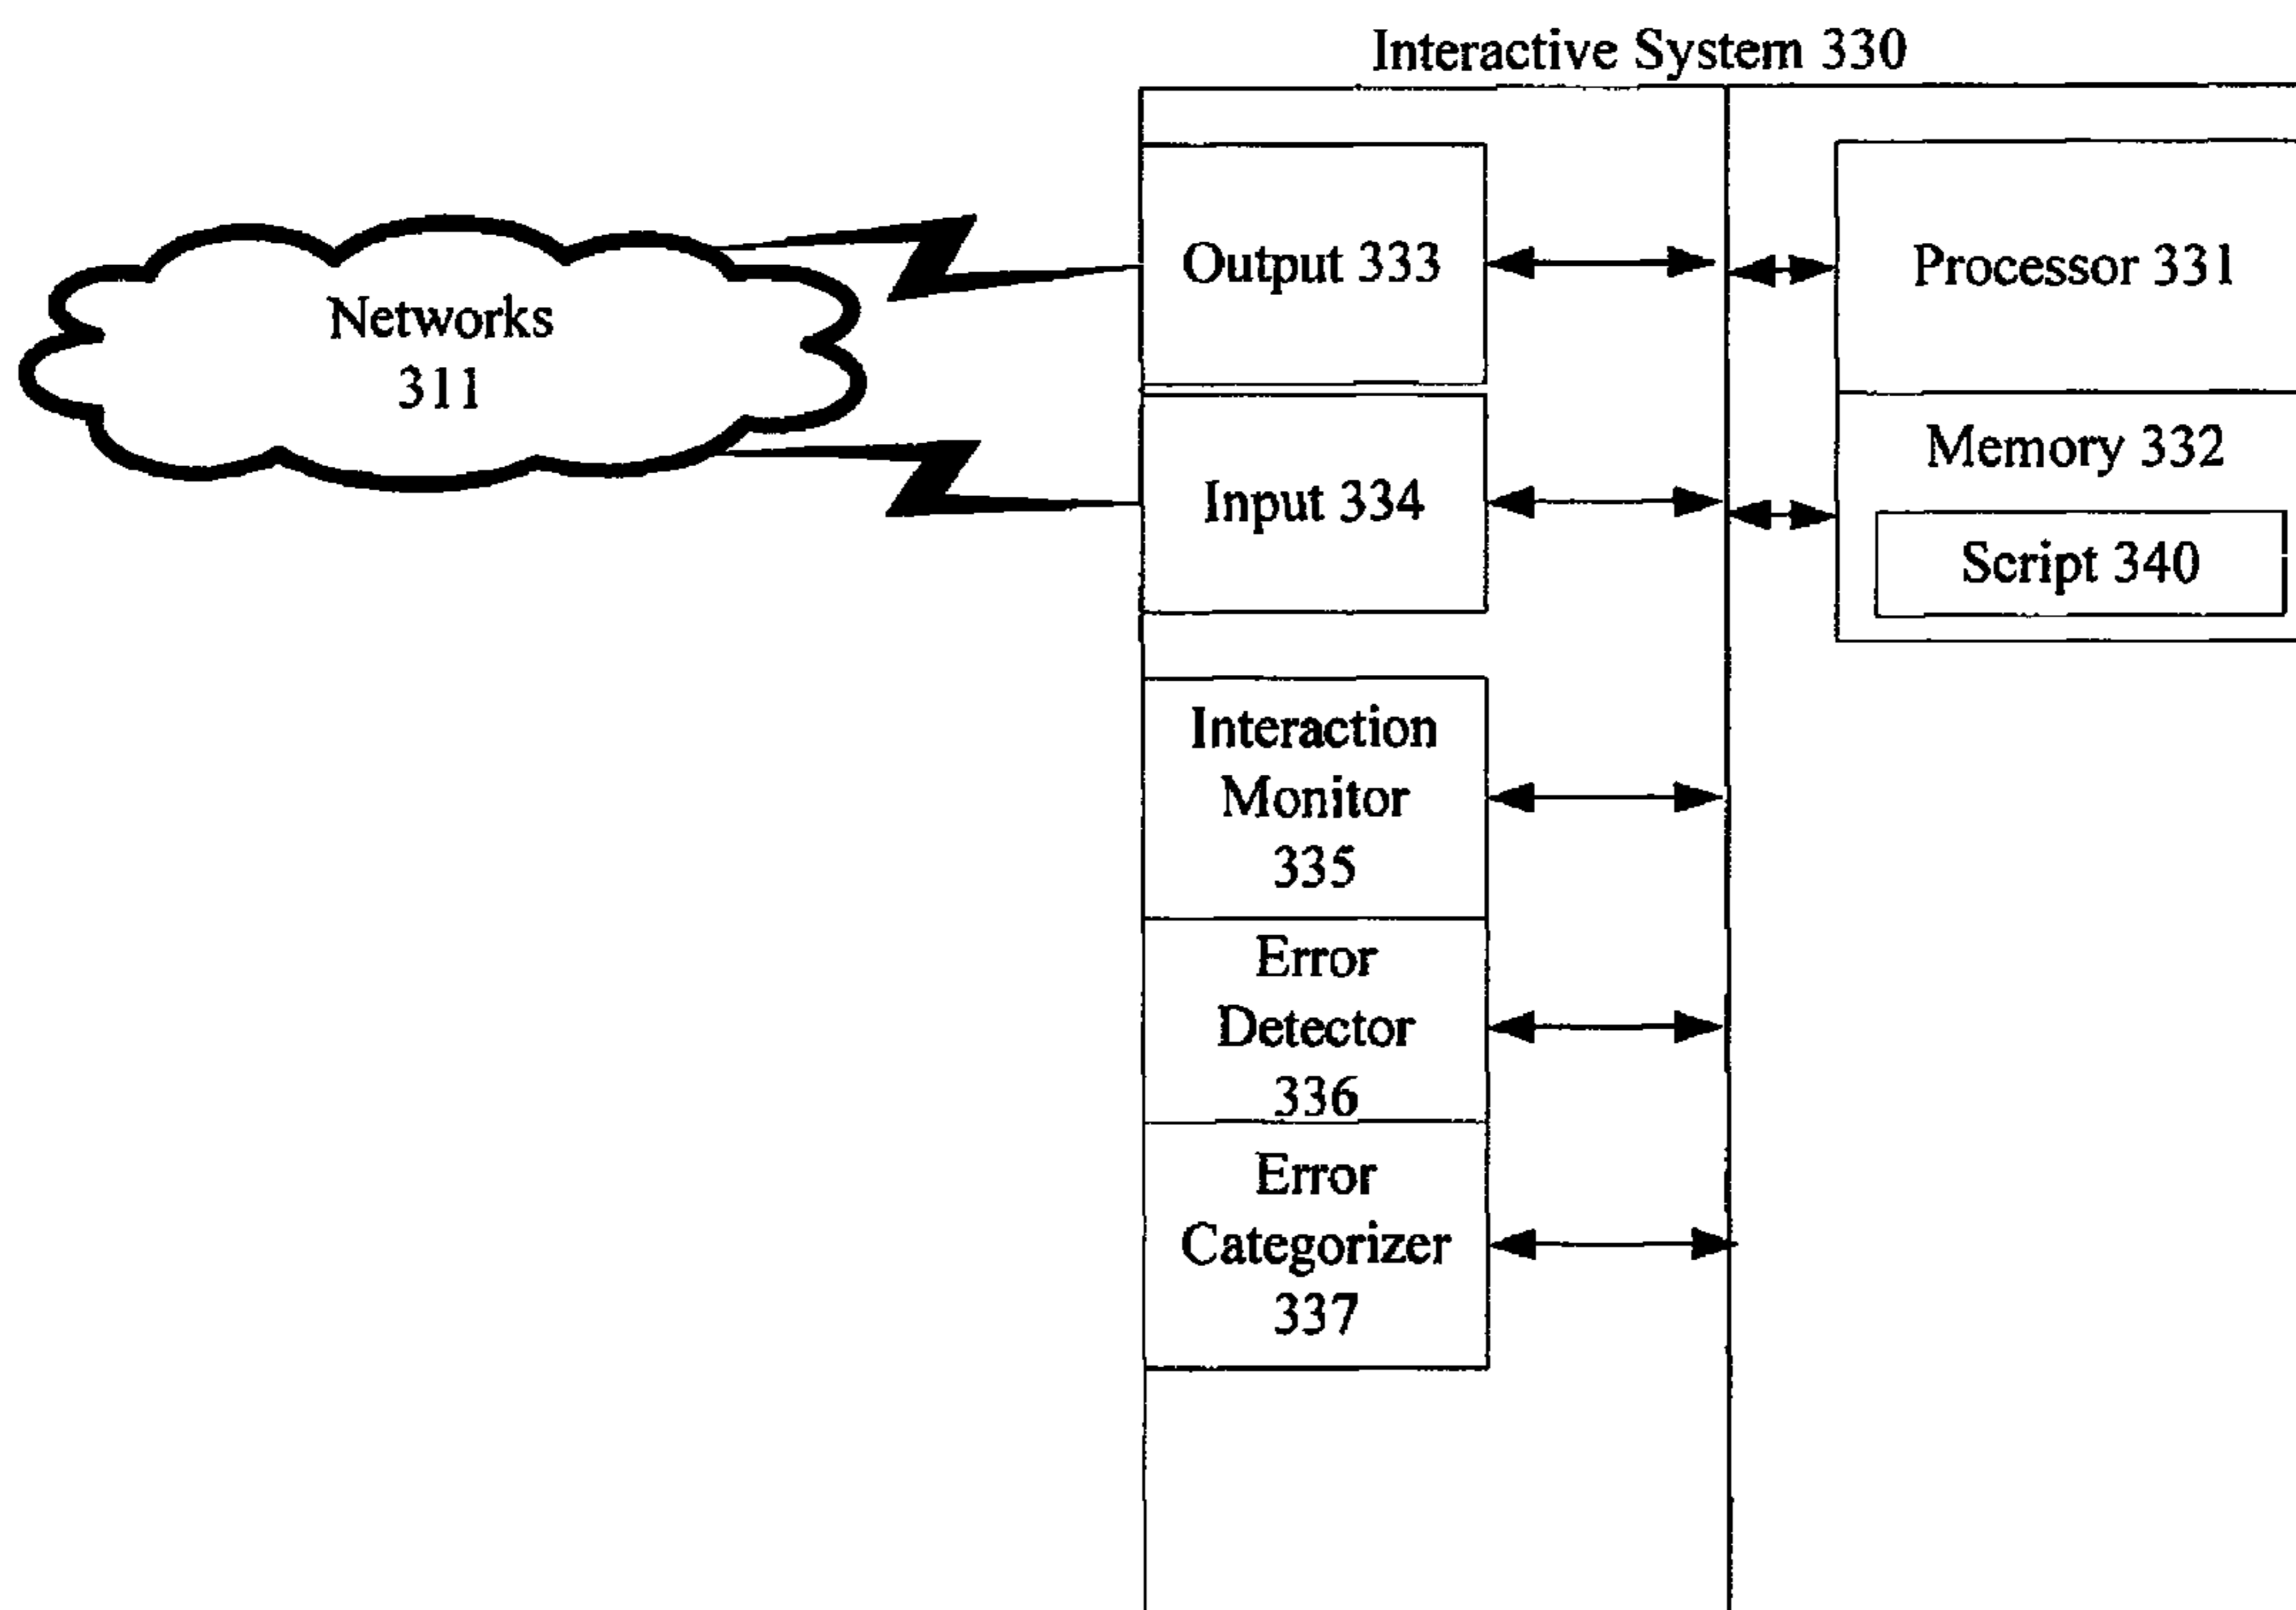 Interactive System 330
Networks
311
Output 333
Processor 331
Input 334
Memory 332
Script 340
Interaction
Monitor
335
Error
Detector
336
Error
Categorizer
337